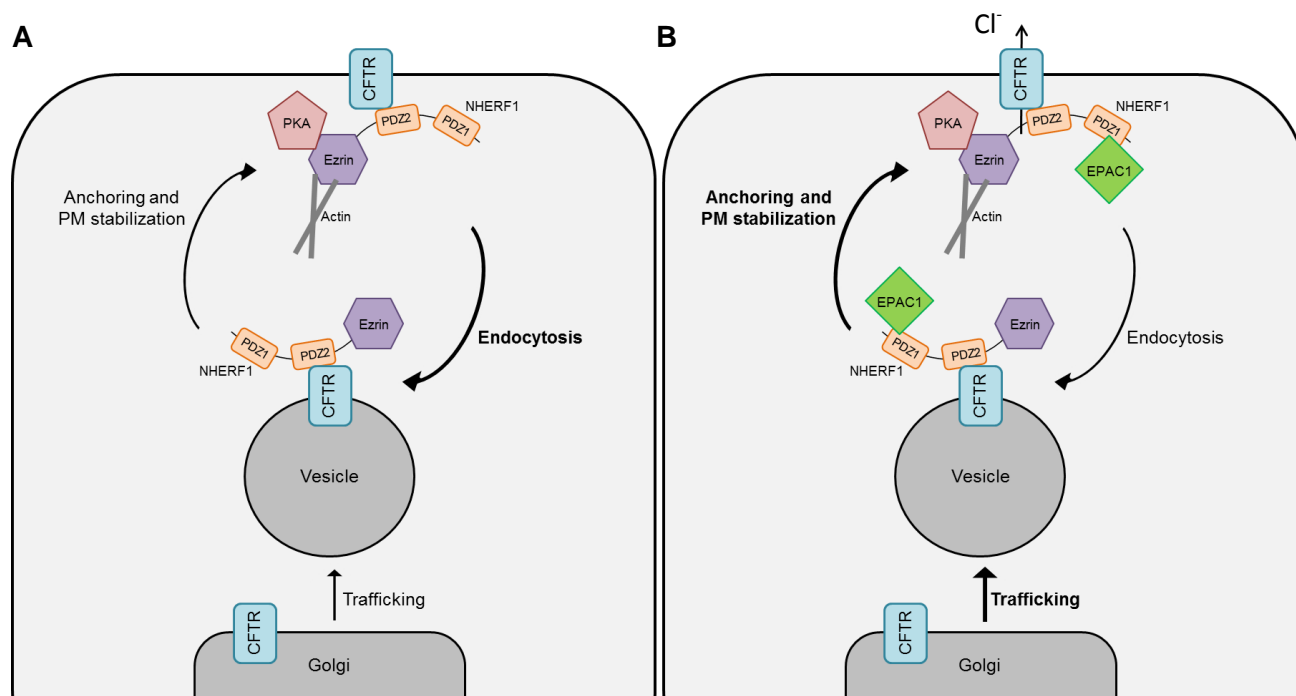 A
CFTR
PKA
PDZ2
PDZ1
NHERF1
Ezrin
Actin
Anchoring and
PM stabilization
Endocytosis
Ezrin
PDZ1
PDZ2
NHERF1
CFTR
Vesicle
Trafficking
CFTR
Golgi
B
Cl-
CFTR
PKA
PDZ2
PDZ1
NHERF1
Ezrin
EPAC1
Actin
Anchoring and
PM stabilization
EPAC1
Endocytosis
Ezrin
PDZ1
PDZ2
NHERF1
CFTR
Vesicle
Trafficking
CFTR
Golgi